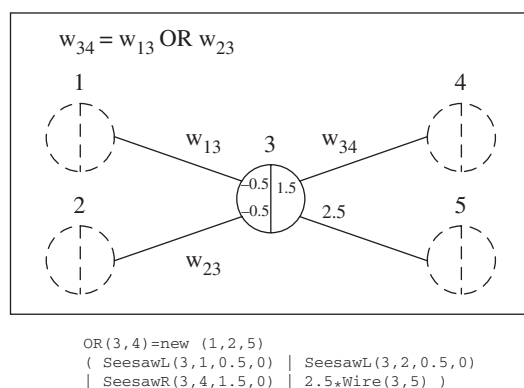 w34 = w13 OR w23
1
4
w13
3
w34
–0.5
1.5
–0.5
2
2.5
5
w23
OR(3,4)=new (1,2,5)
( SeesawL(3,1,0.5,0) | SeesawL(3,2,0.5,0)
| SeesawR(3,4,1.5,0) | 2.5*Wire(3,5) )